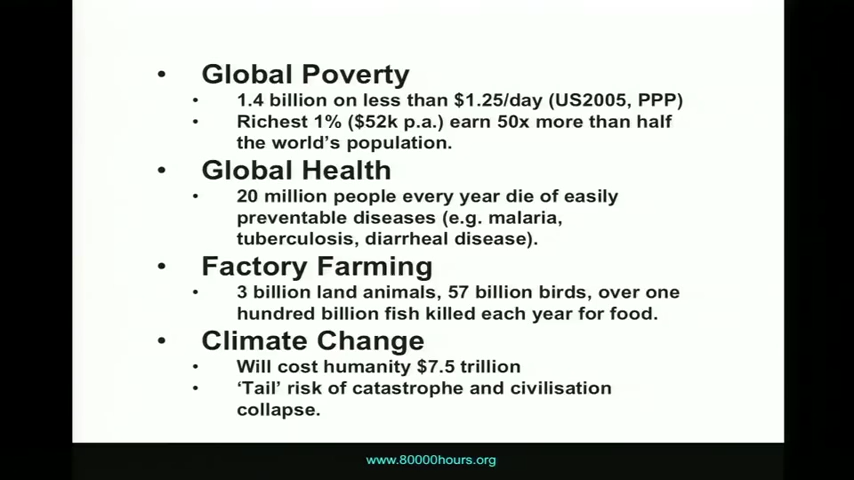 • Global Poverty
• 1.4 billion on less than $1.25/day (US2005, PPP)
• Richest 1% ($52k p.a.) earn 50x more than half
the world's population.
• Global Health
• 20 million people every year die of easily
preventable diseases (e.g. malaria,
tuberculosis, diarrheal disease).
• Factory Farming
• 3 billion land animals, 57 billion birds, over one
hundred billion fish killed each year for food.
• Climate Change
• Will cost humanity $7.5 trillion
• ‘Tail’ risk of catastrophe and civilisation
collapse.
www.80000hours.org